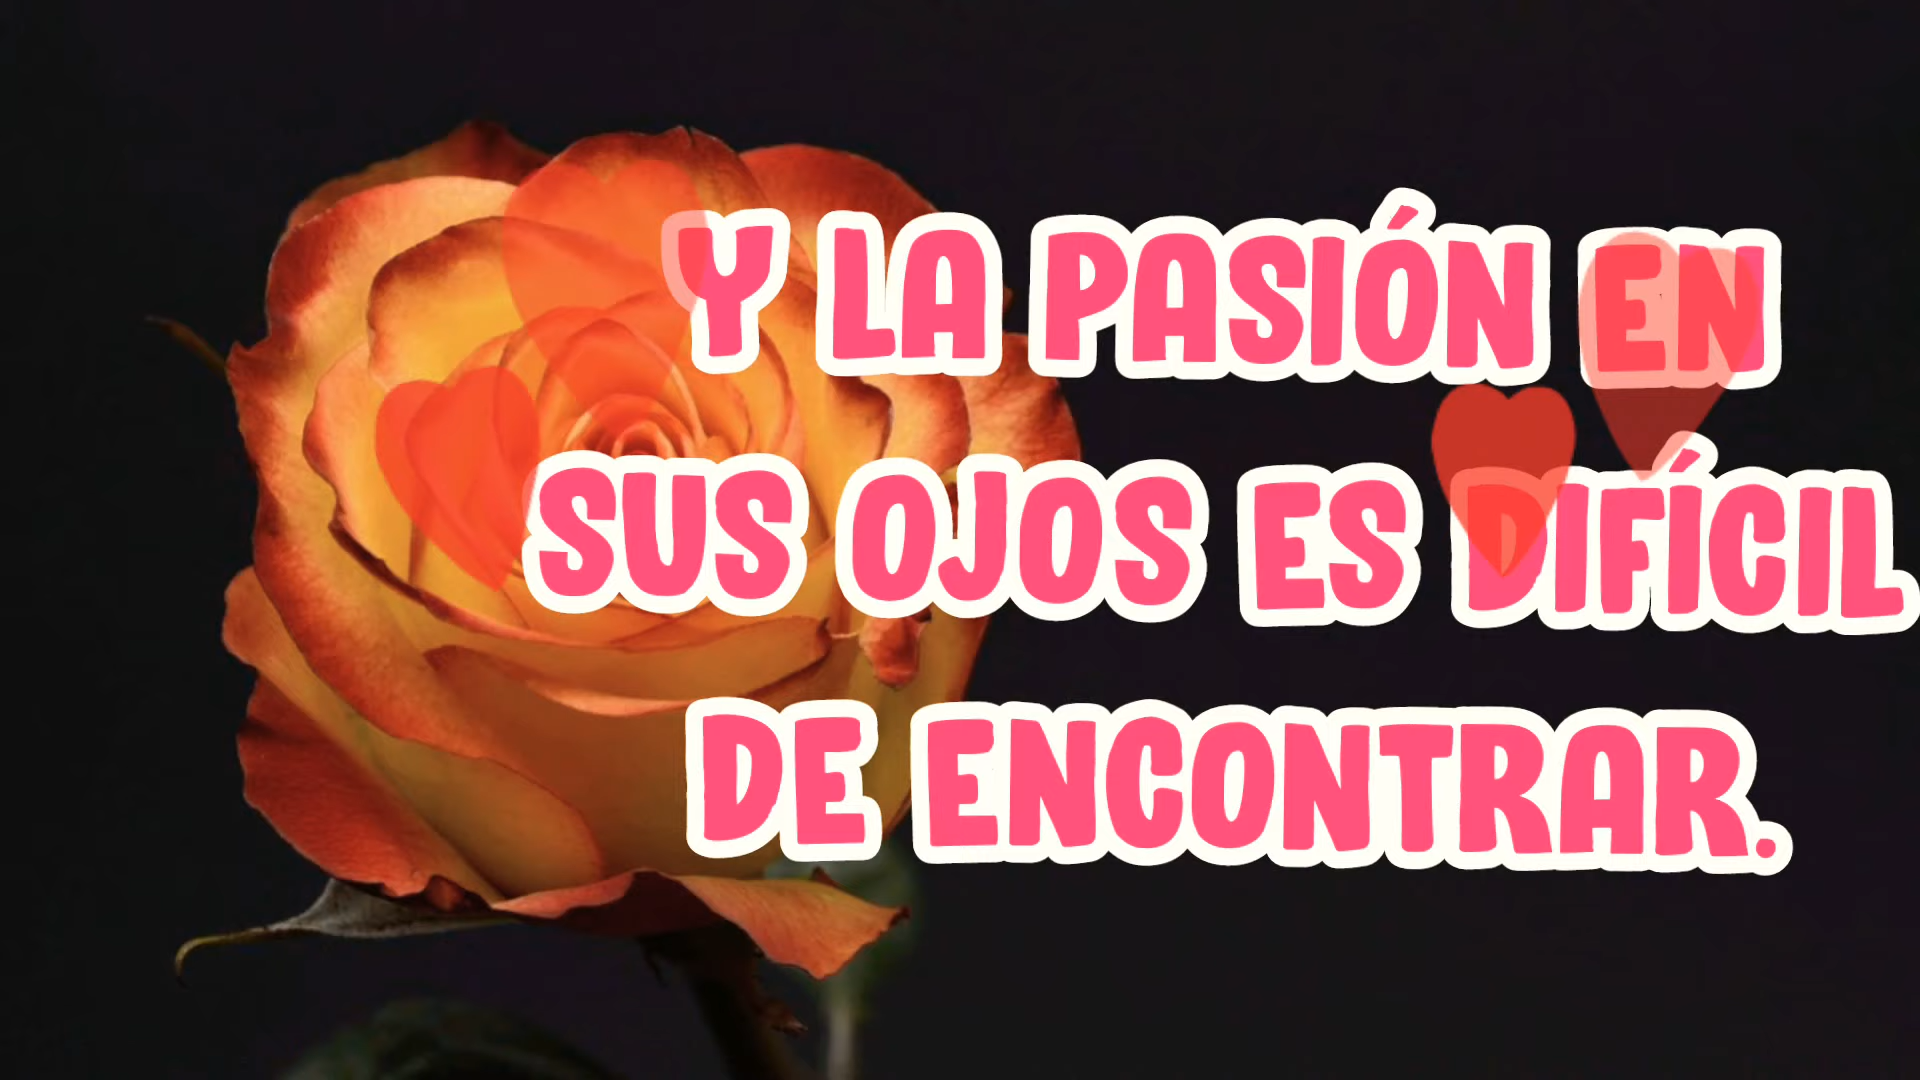 Y LA PASIÓN EN
SUS OJOS ES DIFÍCIL
DE ENCONTRAR.